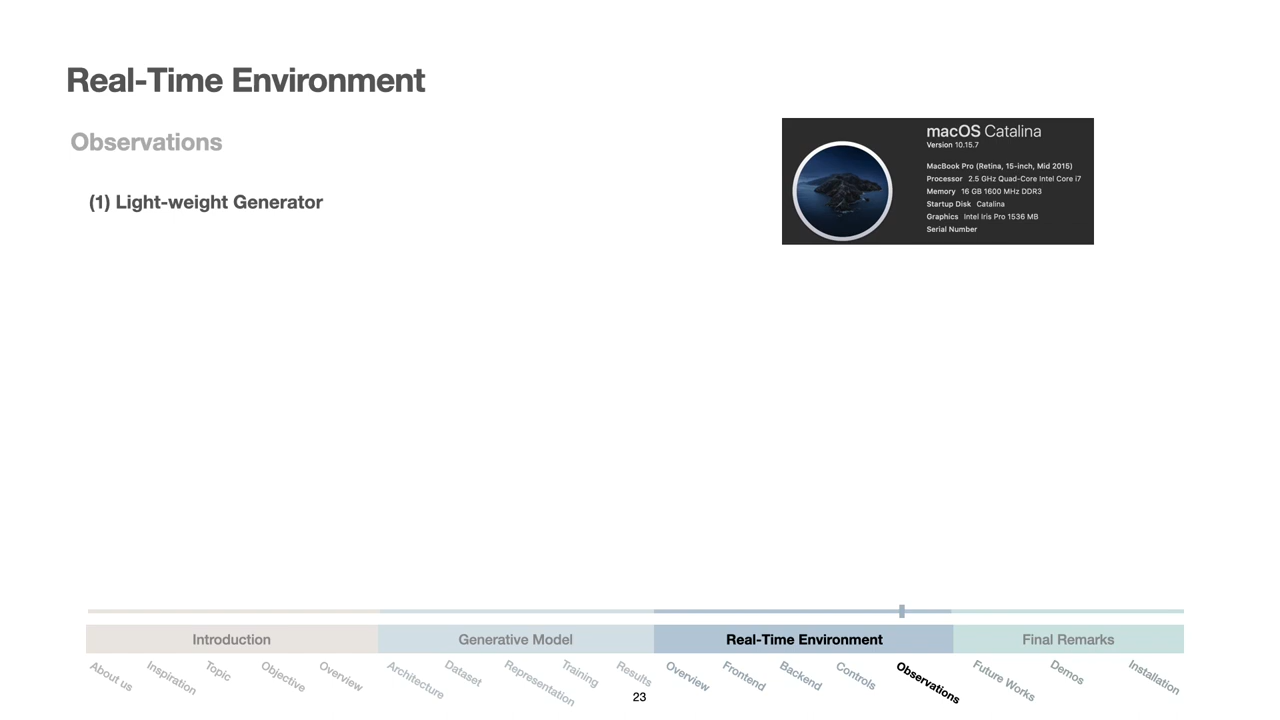 Real-Time Environment
Observations
(1) Light-weight Generator
macOS Catalina
Version 10.15.7
MacBook Pro (Retina, 15-inch, Mid 2015)
Processor 2.5 GHz Quad-Core Intel Core i7
Memory 16 GB 1600 MHz DDR3
Startup Disk Catalina
Graphics Intel Iris Pro 1536 MB
Serial Number
Introduction
Generative Model
Real-Time Environment
Final Remarks
About us
Inspiration
Topic
Objective
Overview
Architecture
Dataset
Representation
Training
Results
Overview
Frontend
Backend
Controls
Observations
Future Works
Demos
Installation
23